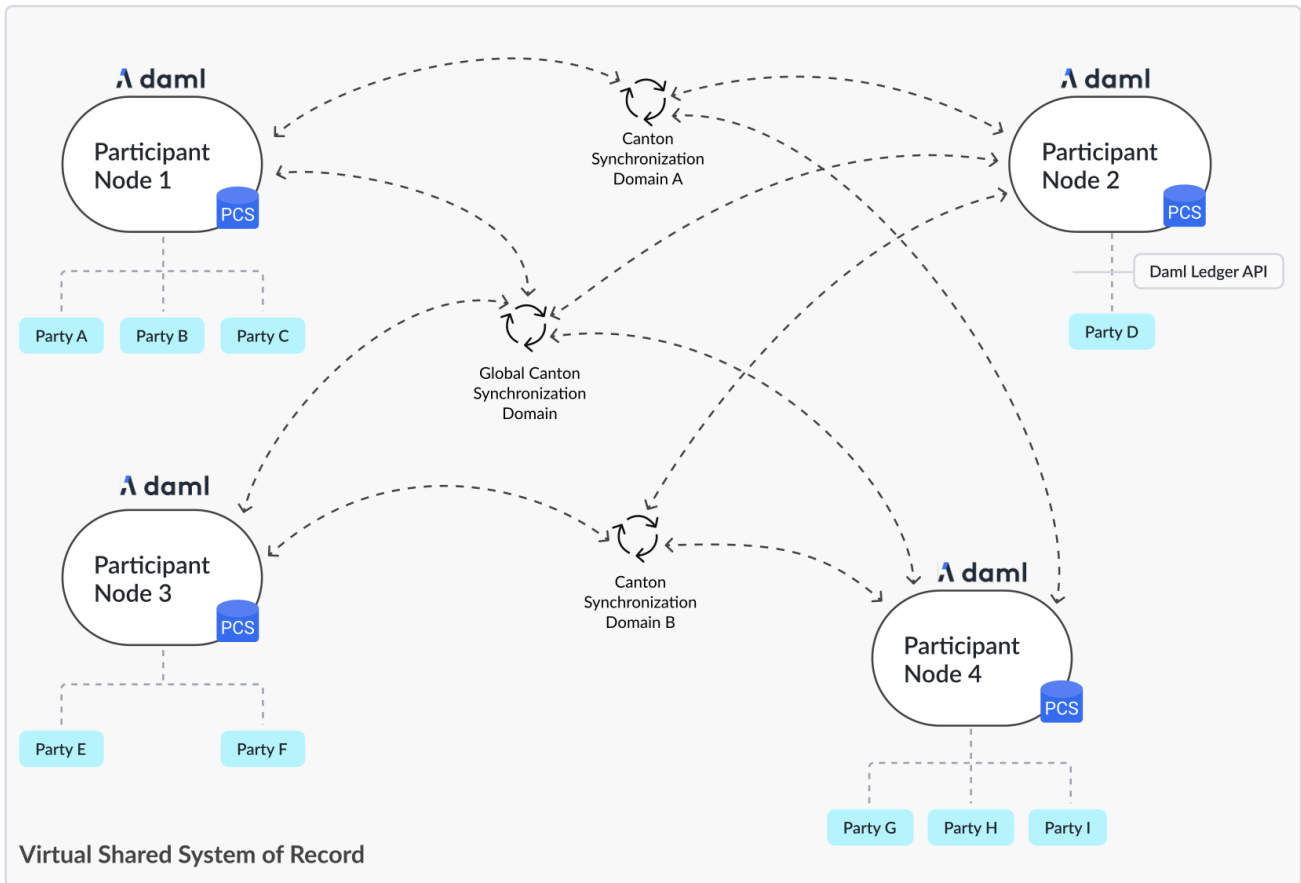 daml
Participant
Node 1
PCS
Party A
Party B
Party C
Canton
Synchronization
Domain A
daml
Participant
Node 2
PCS
Daml Ledger API
Party D
Global Canton
Synchronization
Domain
daml
Participant
Node 3
PCS
Party E
Party F
Canton
Synchronization
Domain B
daml
Participant
Node 4
PCS
Party G
Party H
Party I
Virtual Shared System of Record